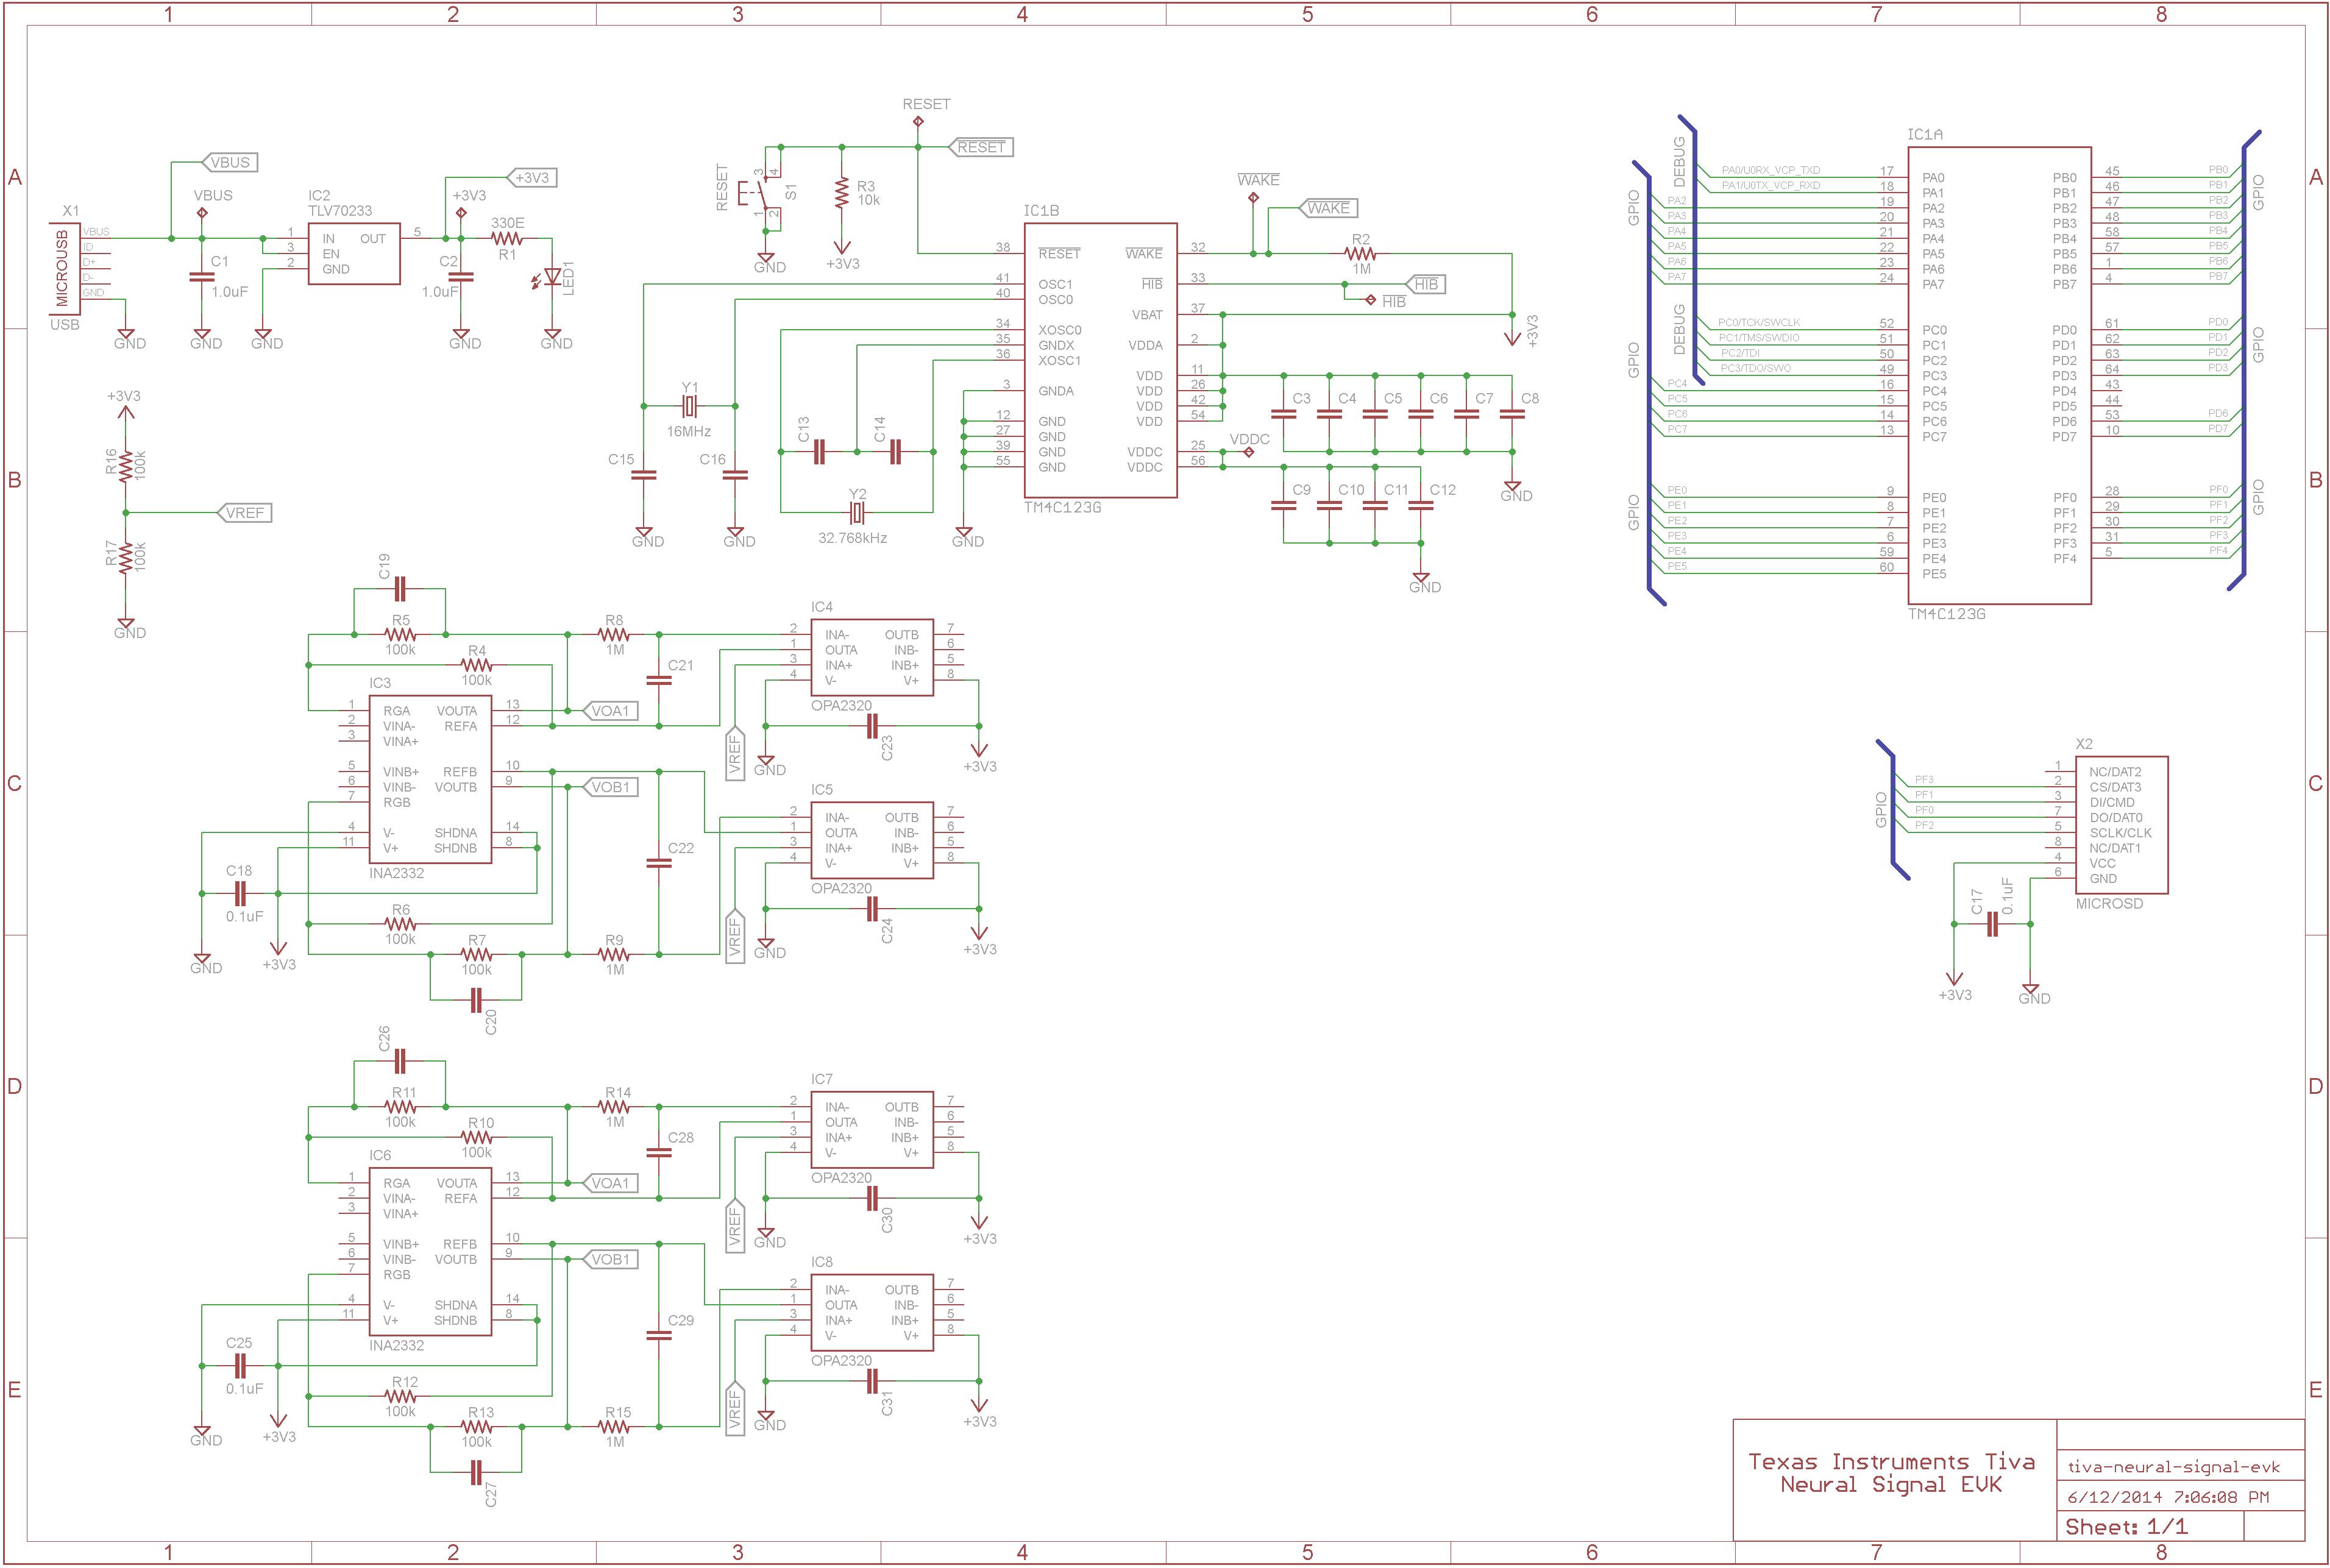 1 2 3 4 5 6 7 8
A A
B B
C C
D D
E E
X1
MICROUSB
USB
VBUS
ID
D+
D-
GND
GND
VBUS
VBUS
C1
1.0uF
GND
IC2
TLV70233
1 IN OUT 5
3 EN
2 GND
GND
+3V3
+3V3
C2
1.0uF
GND
330E
R1
LED1
GND
+3V3
R16
100k
VREF
R17
100k
GND
RESET
RESET
RESET
3 4
1 2
S1
GND
R3
10k
+3V3
IC1B
38 RESET WAKE 32
41 OSC1 HIB 33
40 OSC0
VBAT 37
34 XOSC0
35 GNDX VDDA 2
36 XOSC1
VDD 11
3 GNDA VDD 26
VDD 42
12 GND VDD 54
27 GND
39 GND VDDC 25
55 GND VDDC 56
TM4C123G
WAKE
WAKE
R2
1M
HIB
HIB
+3V3
C3 C4 C5 C6 C7 C8
VDDC
GND
C9 C10 C11 C12
GND
Y1
16MHz
C15
C16
GND
GND
C13
C14
Y2
32.768kHz
GND
IC1A
DEBUG
GPIO
PA0/U0RX_VCP_TXD 17 PA0
PA1/U0TX_VCP_RXD 18 PA1
PA2 19 PA2
PA3 20 PA3
PA4 21 PA4
PA5 22 PA5
PA6 23 PA6
PA7 24 PA7
DEBUG
GPIO
PC0/TCK/SWCLK 52 PC0
PC1/TMS/SWDIO 51 PC1
PC2/TDI 50 PC2
PC3/TDO/SWO 49 PC3
PC4 16 PC4
PC5 15 PC5
PC6 14 PC6
PC7 13 PC7
GPIO
PE0 9 PE0
PE1 8 PE1
PE2 7 PE2
PE3 6 PE3
PE4 59 PE4
PE5 60 PE5
PB0 45 PB0
PB1 46 PB1
PB2 47 PB2
PB3 48 PB3
PB4 58 PB4
PB5 57 PB5
PB6 1 PB6
PB7 4 PB7
GPIO
PD0 61 PD0
PD1 62 PD1
PD2 63 PD2
PD3 64 PD3
PD4 43
PD5 44
PD6 53 PD6
PD7 10 PD7
GPIO
PF0 28 PF0
PF1 29 PF1
PF2 30 PF2
PF3 31 PF3
PF4 5 PF4
GPIO
TM4C123G
C19
R5
100k
R4
100k
R8
1M
C21
IC3
1 RGA VOUTA 13
2 VINA- REFA 12
3 VINA+
5 VINB+ REFB 10
6 VINB- VOUTB 9
7 RGB
4 V- SHDNA 14
11 V+ SHDNB 8
INA2332
VOA1
VOB1
C22
C18
0.1uF
GND
+3V3
R6
100k
R7
100k
R9
1M
C20
IC4
2 INA- OUTB 7
1 OUTA INB- 6
3 INA+ INB+ 5
4 V- V+ 8
OPA2320
VREF
GND
C23
+3V3
IC5
2 INA- OUTB 7
1 OUTA INB- 6
3 INA+ INB+ 5
4 V- V+ 8
OPA2320
VREF
GND
C24
+3V3
X2
1 NC/DAT2
PF3 2 CS/DAT3
PF1 3 DI/CMD
PF0 7 DO/DAT0
PF2 5 SCLK/CLK
8 NC/DAT1
4 VCC
6 GND
MICROSD
GPIO
C17
0.1uF
+3V3
GND
C26
R11
100k
R10
100k
R14
1M
C28
IC6
1 RGA VOUTA 13
2 VINA- REFA 12
3 VINA+
5 VINB+ REFB 10
6 VINB- VOUTB 9
7 RGB
4 V- SHDNA 14
11 V+ SHDNB 8
INA2332
VOA1
VOB1
C29
C25
0.1uF
GND
+3V3
R12
100k
R13
100k
R15
1M
C27
IC7
2 INA- OUTB 7
1 OUTA INB- 6
3 INA+ INB+ 5
4 V- V+ 8
OPA2320
VREF
GND
C30
+3V3
IC8
2 INA- OUTB 7
1 OUTA INB- 6
3 INA+ INB+ 5
4 V- V+ 8
OPA2320
VREF
GND
C31
+3V3
Texas Instruments Tiva
Neural Signal EVK
tiva-neural-signal-evk
6/12/2014 7:06:08 PM
Sheet: 1/1
1 2 3 4 5 6 7 8